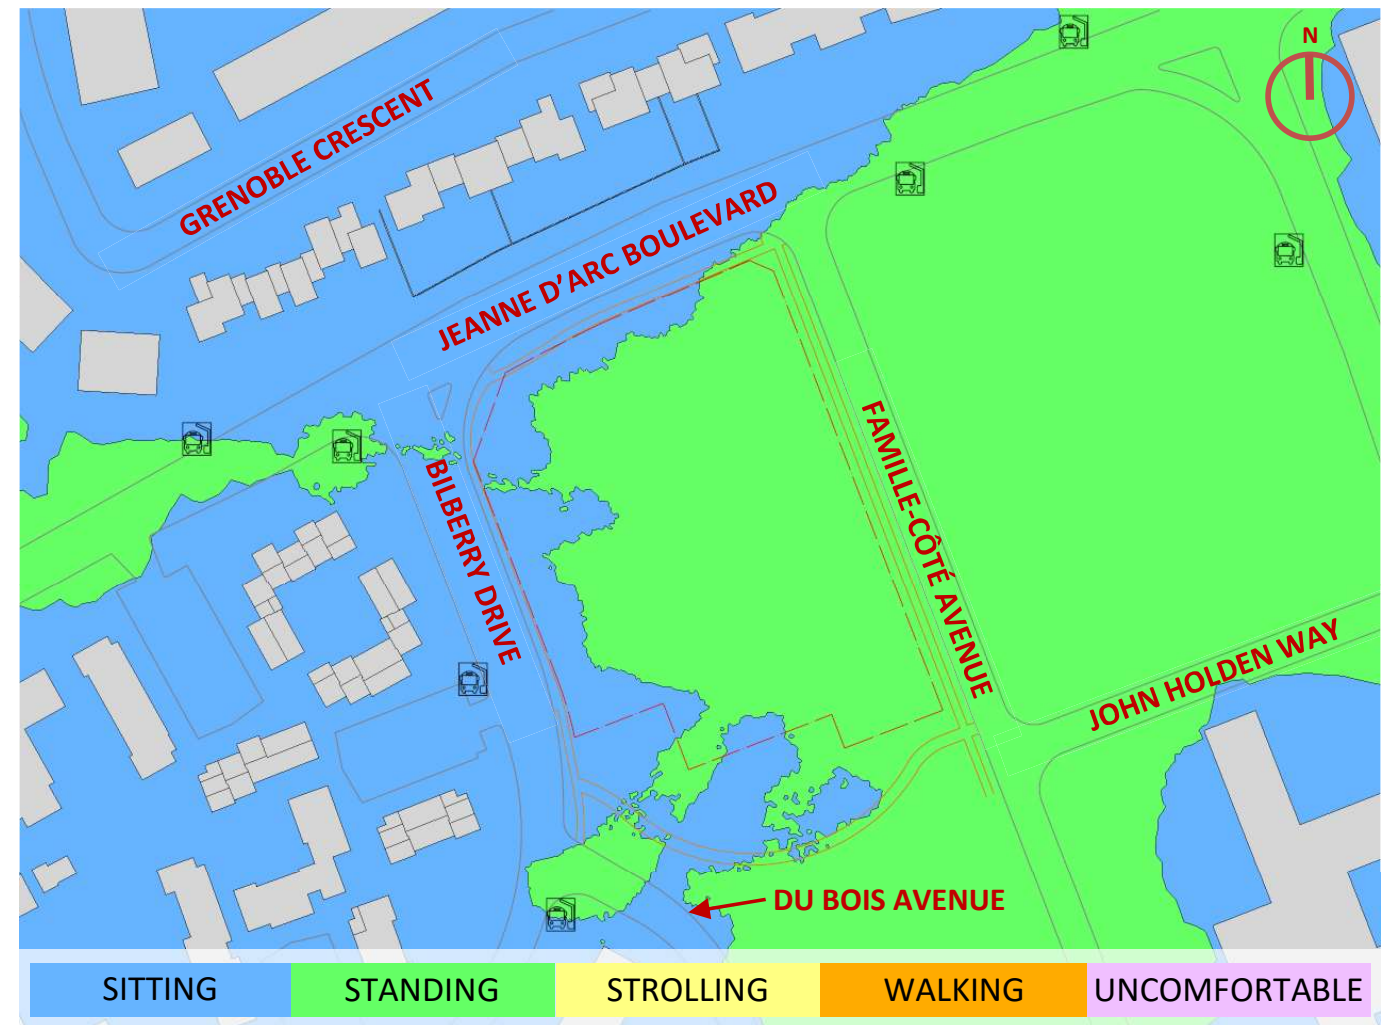 N
GRENOBLE CRESCENT
JEANNE D'ARC BOULEVARD
FAMILLE-CÔTÉ AVENUE
BILBERRY DRIVE
JOHN HOLDEN WAY
DU BOIS AVENUE
SITTING
STANDING
STROLLING
WALKING
UNCOMFORTABLE